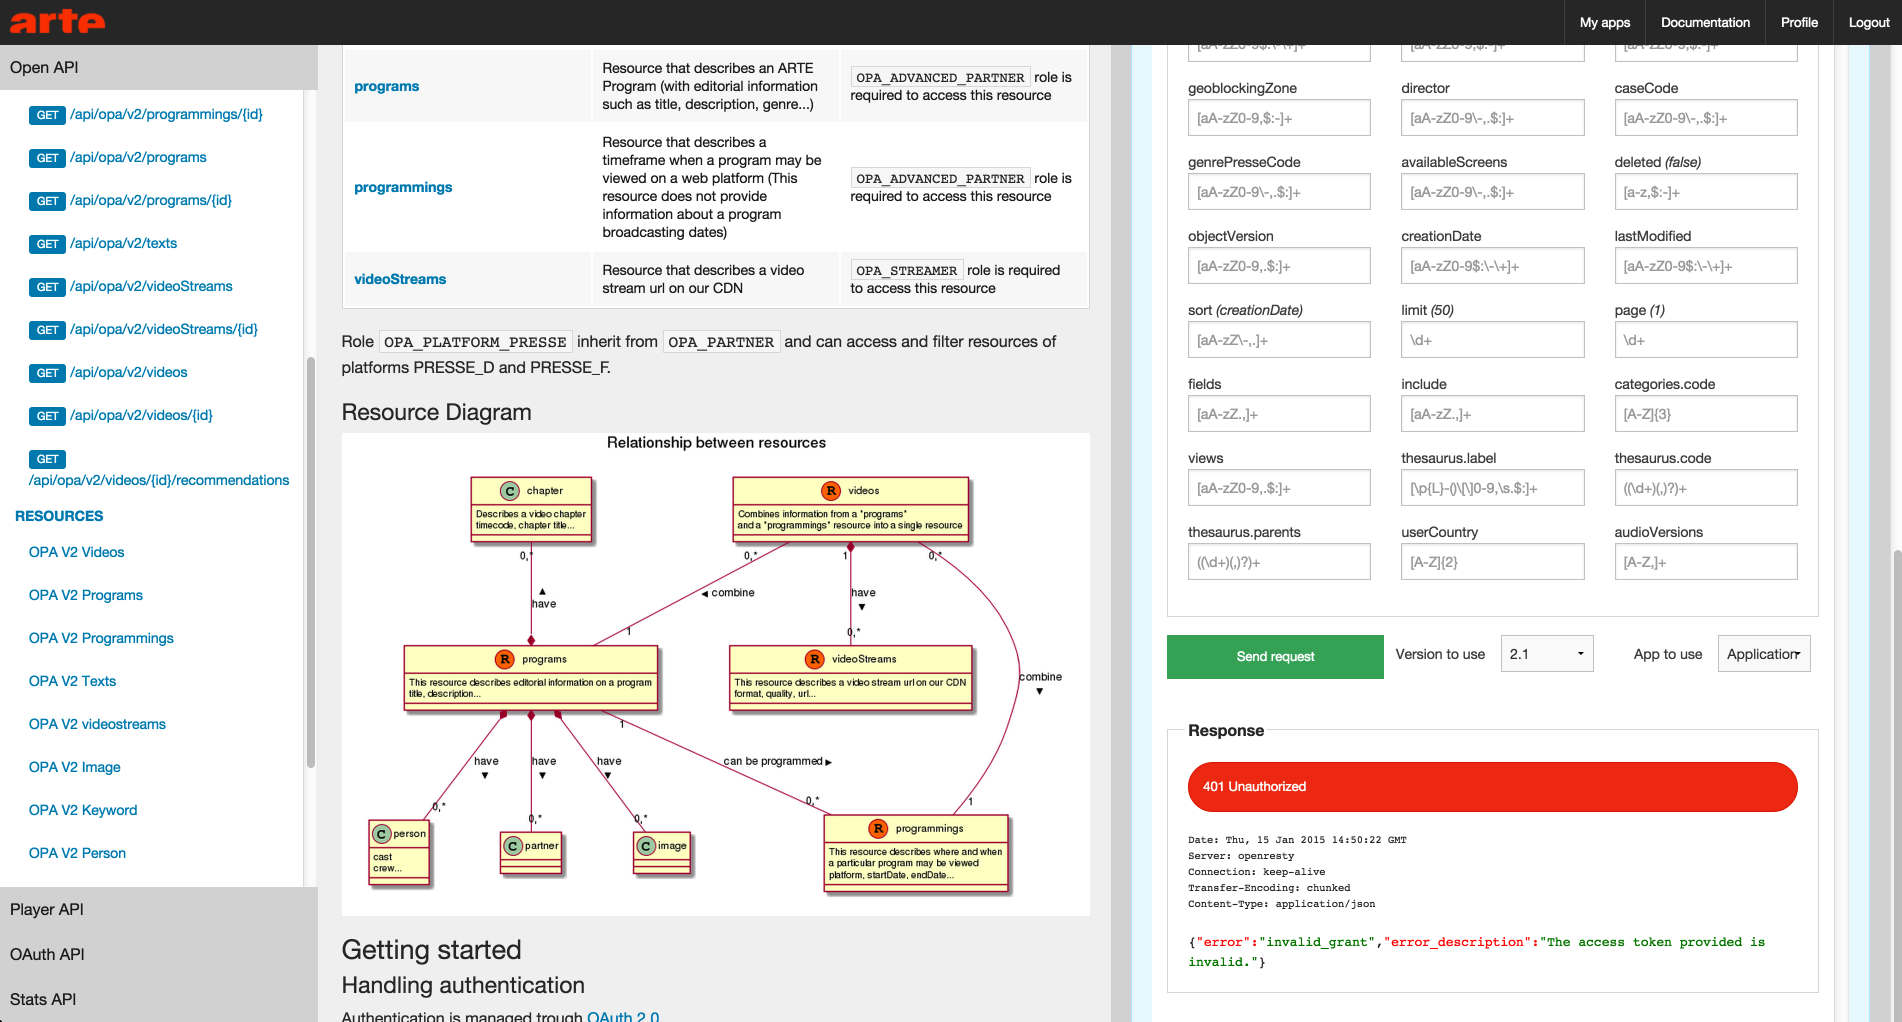 arte
My apps
Documentation
Profile
Logout
Open API
GET /api/opa/v2/programmings/{id}
GET /api/opa/v2/programs
GET /api/opa/v2/programs/{id}
GET /api/opa/v2/texts
GET /api/opa/v2/videoStreams
GET /api/opa/v2/videoStreams/{id}
GET /api/opa/v2/videos
GET /api/opa/v2/videos/{id}
GET
/api/opa/v2/videos/{id}/recommendations
RESOURCES
OPA V2 Videos
OPA V2 Programs
OPA V2 Programmings
OPA V2 Texts
OPA V2 videostreams
OPA V2 Image
OPA V2 Keyword
OPA V2 Person
Player API
OAuth API
Stats API
programs
Resource that describes an ARTE
Program (with editorial information
such as title, description, genre...)
OPA_ADVANCED_PARTNER role is
required to access this resource
programmings
Resource that describes a
timeframe when a program may be
viewed on a web platform (This
resource does not provide
information about a program
broadcasting dates)
OPA_ADVANCED_PARTNER role is
required to access this resource
videoStreams
Resource that describes a video
stream url on our CDN
OPA_STREAMER role is required
to access this resource
Role OPA_PLATFORM_PRESSE inherit from OPA_PARTNER and can access and filter resources of
platforms PRESSE_D and PRESSE_F.
Resource Diagram
Relationship between resources
C chapter
Describes a video chapter
timecode, chapter title...
R videos
Combines information from a "programs"
and a "programmings" resource into a single resource
0,*
0,*
1
0,*
have
combine
have
1
0,*
R programs
This resource describes editorial information on a program
title, description...
R videoStreams
This resource describes a video stream url on our CDN
format, quality, url...
combine
1
have
have
have
can be programmed
0,*
0,*
0,*
0,*
1
C person
cast
crew...
C partner
C image
R programmings
This resource describes where and when
a particular program may be viewed
platform, startDate, endDate...
Getting started
Handling authentication
Authentication is managed trough OAuth 2.0
geoblockingZone
director
caseCode
[aA-zZ0-9,$:-]+
[aA-zZ0-9\-,.$:]+
[aA-zZ0-9\-,.$:]+
genrePresseCode
availableScreens
deleted (false)
[aA-zZ0-9\-,.$:]+
[aA-zZ0-9\-,.$:]+
[a-z,$:-]+
objectVersion
creationDate
lastModified
[aA-zZ0-9,.$:]+
[aA-zZ0-9$:\-\+]+
[aA-zZ0-9$:\-\+]+
sort (creationDate)
limit (50)
page (1)
[aA-zZ\-,.]+
\d+
\d+
fields
include
categories.code
[aA-zZ.,]+
[aA-zZ.,]+
[A-Z]{3}
views
thesaurus.label
thesaurus.code
[aA-zZ0-9,.$:]+
[\p{L}-()\[\]0-9,\s.$:]+
((\d+)(,)?)+
thesaurus.parents
userCountry
audioVersions
((\d+)(,)?)+
[A-Z]{2}
[A-Z,]+
Send request
Version to use
2.1
App to use
Application
Response
401 Unauthorized
Date: Thu, 15 Jan 2015 14:50:22 GMT
Server: openresty
Connection: keep-alive
Transfer-Encoding: chunked
Content-Type: application/json
{"error":"invalid_grant","error_description":"The access token provided is
invalid."}